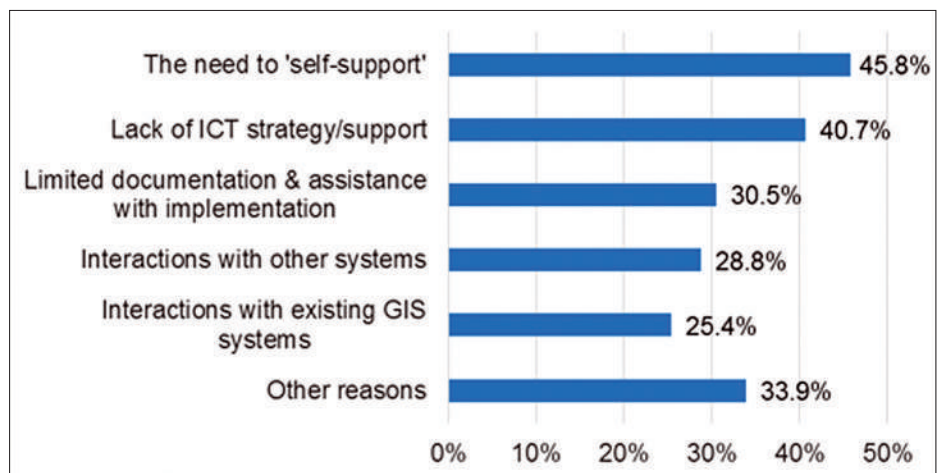 The need to 'self-support'
45.8%
Lack of ICT strategy/support
40.7%
Limited documentation & assistance
with implementation
30.5%
Interactions with other systems
28.8%
Interactions with existing GIS
systems
25.4%
Other reasons
33.9%
0% 10% 20% 30% 40% 50%